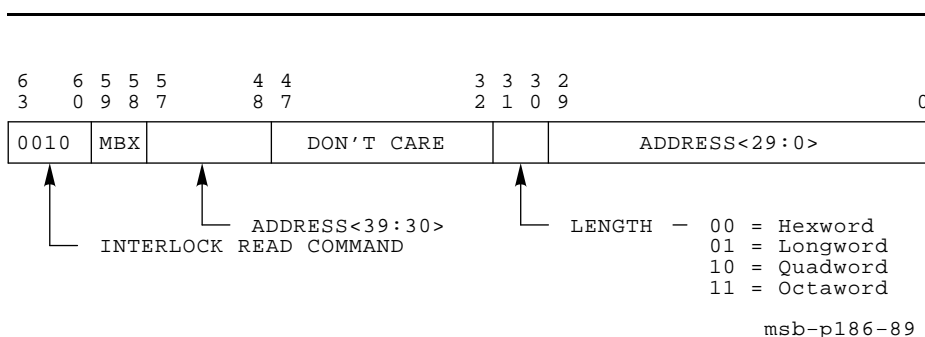 6 6 5 5 5 4 4 3 3 3 2
3 0 9 8 7 8 7 2 1 0 9 0
0010 MBX DON'T CARE ADDRESS<29:0>
ADDRESS<39:30> LENGTH — 00 = Hexword
INTERLOCK READ COMMAND 01 = Longword
10 = Quadword
11 = Octaword
msb-p186-89